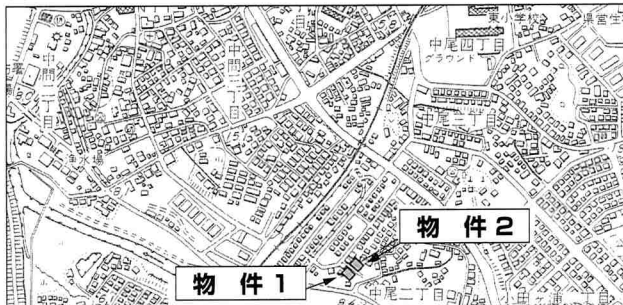 東小学校
県営住
中尾四丁目
グラウンド
中間二丁目
中間一丁目
中尾三丁目
浄水場
物件2
物件1
中尾二丁目